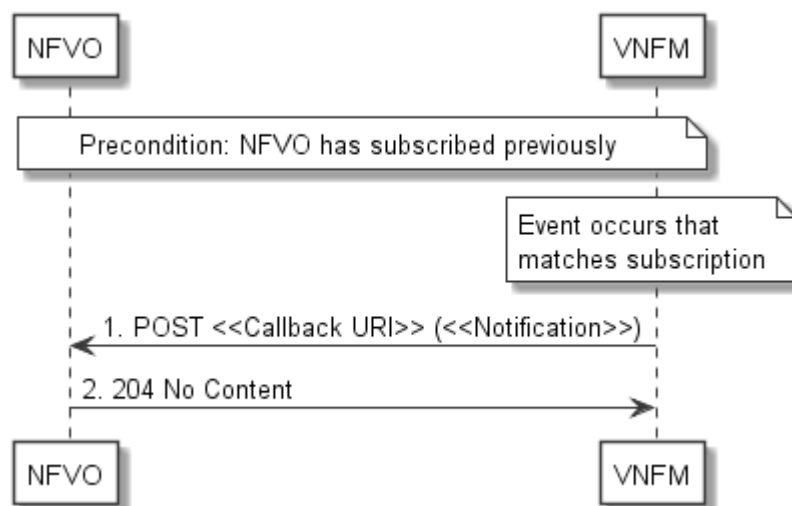 NFVO
VNFM
Precondition: NFVO has subscribed previously
Event occurs that
matches subscription
1. POST <<Callback URI>> (<<Notification>>)
2. 204 No Content
NFVO
VNFM